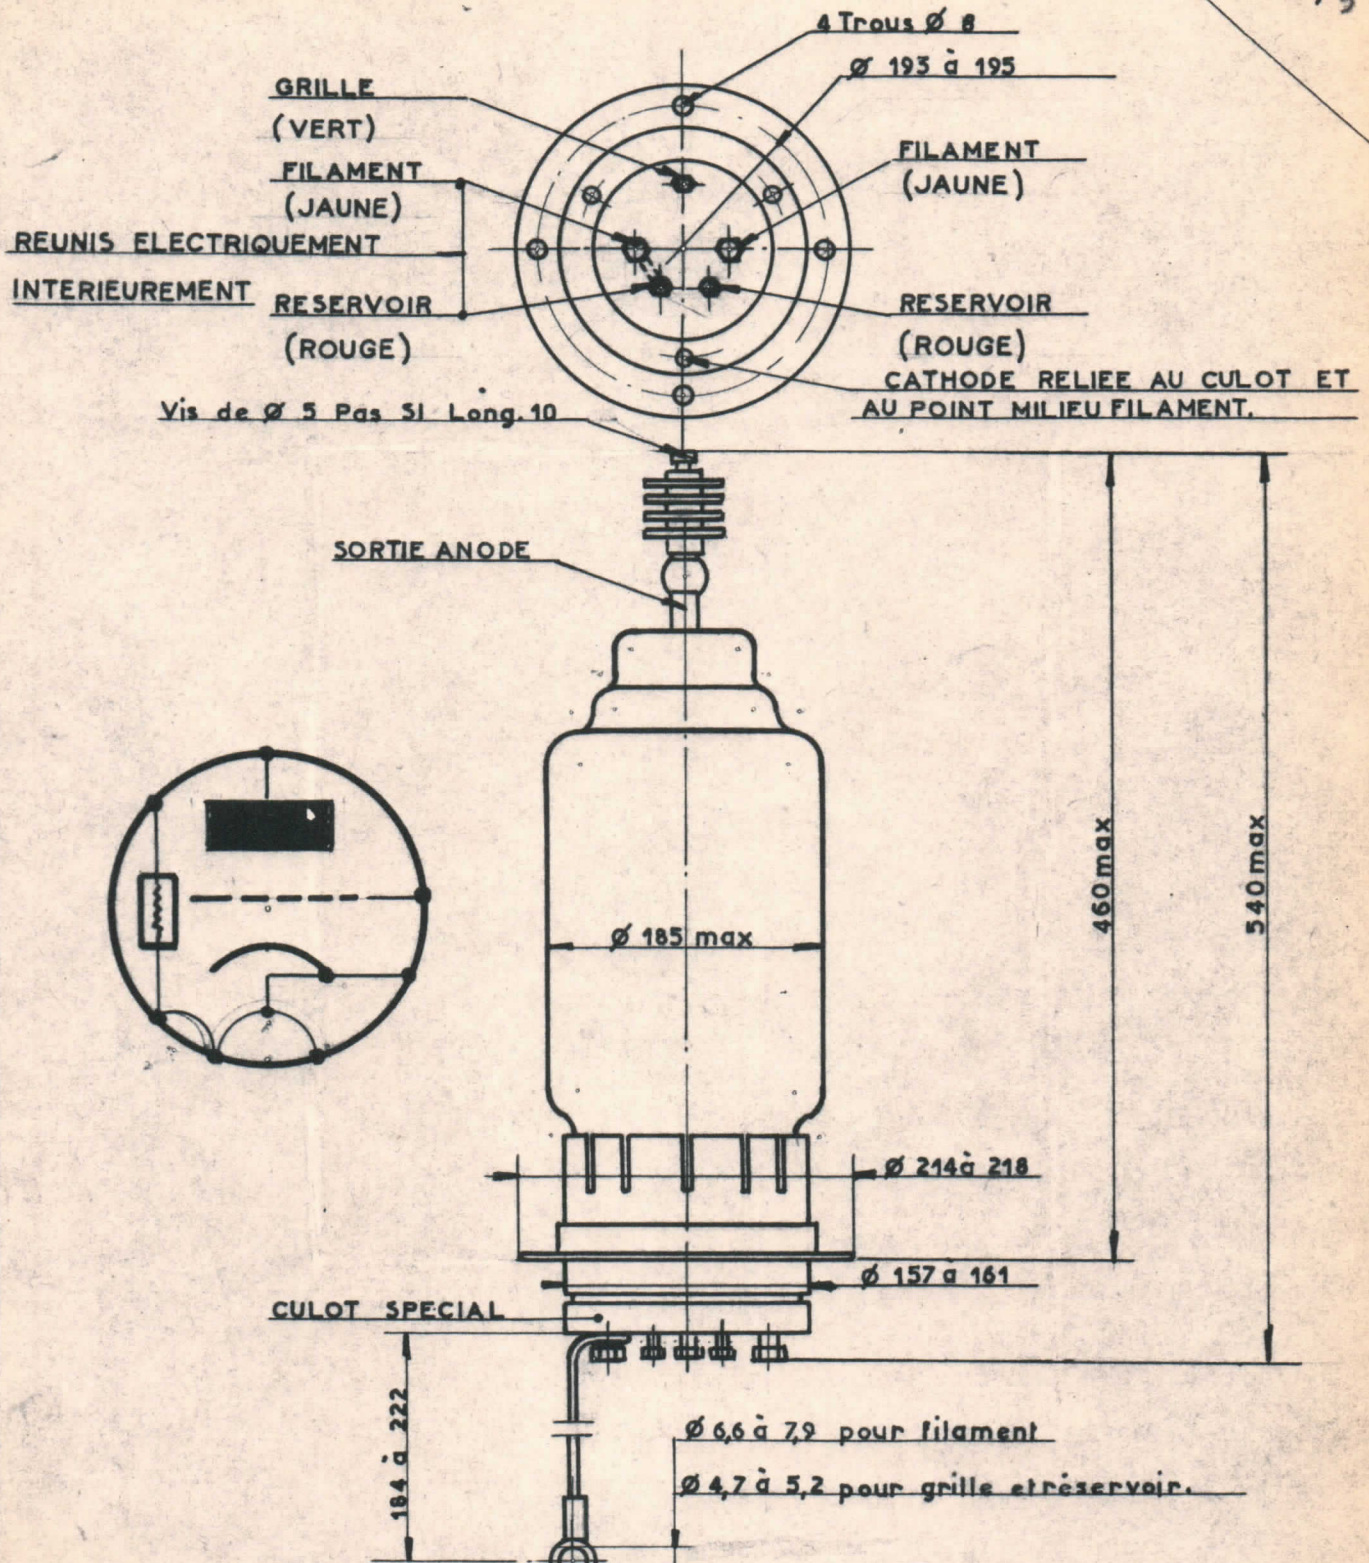 4 Trous Ø 8
Ø 193 à 195
GRILLE
(VERT)
FILAMENT
(JAUNE)
FILAMENT
(JAUNE)
REUNIS ELECTRIQUEMENT
INTERIEUREMENT
RESERVOIR
(ROUGE)
RESERVOIR
(ROUGE)
CATHODE RELIEE AU CULOT ET
AU POINT MILIEU FILAMENT.
Vis de Ø 5 Pas SI Long. 10
SORTIE ANODE
460 max
540 max
Ø 185 max
Ø 214 à 218
Ø 157 à 161
CULOT SPECIAL
184 à 222
Ø 6,6 à 7,9 pour filament
Ø 4,7 à 5,2 pour grille et réservoir.